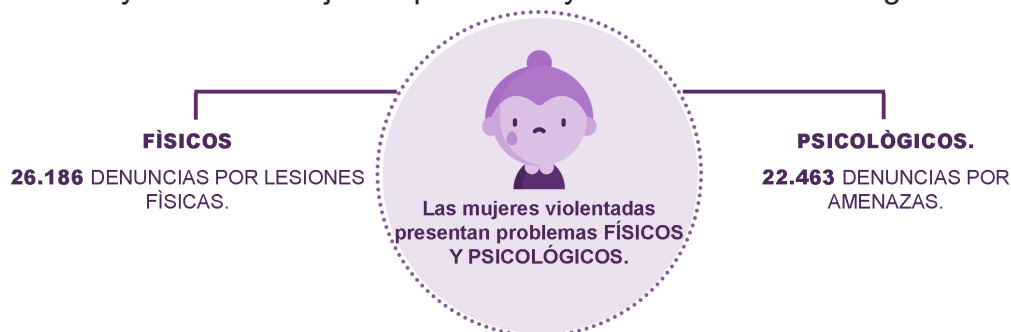 FÌSICOS
26.186 DENUNCIAS POR LESIONES
FÌSICAS.
Las mujeres violentadas
presentan problemas FÍSICOS
Y PSICOLÓGICOS.
PSICOLÒGICOS.
22.463 DENUNCIAS POR
AMENAZAS.